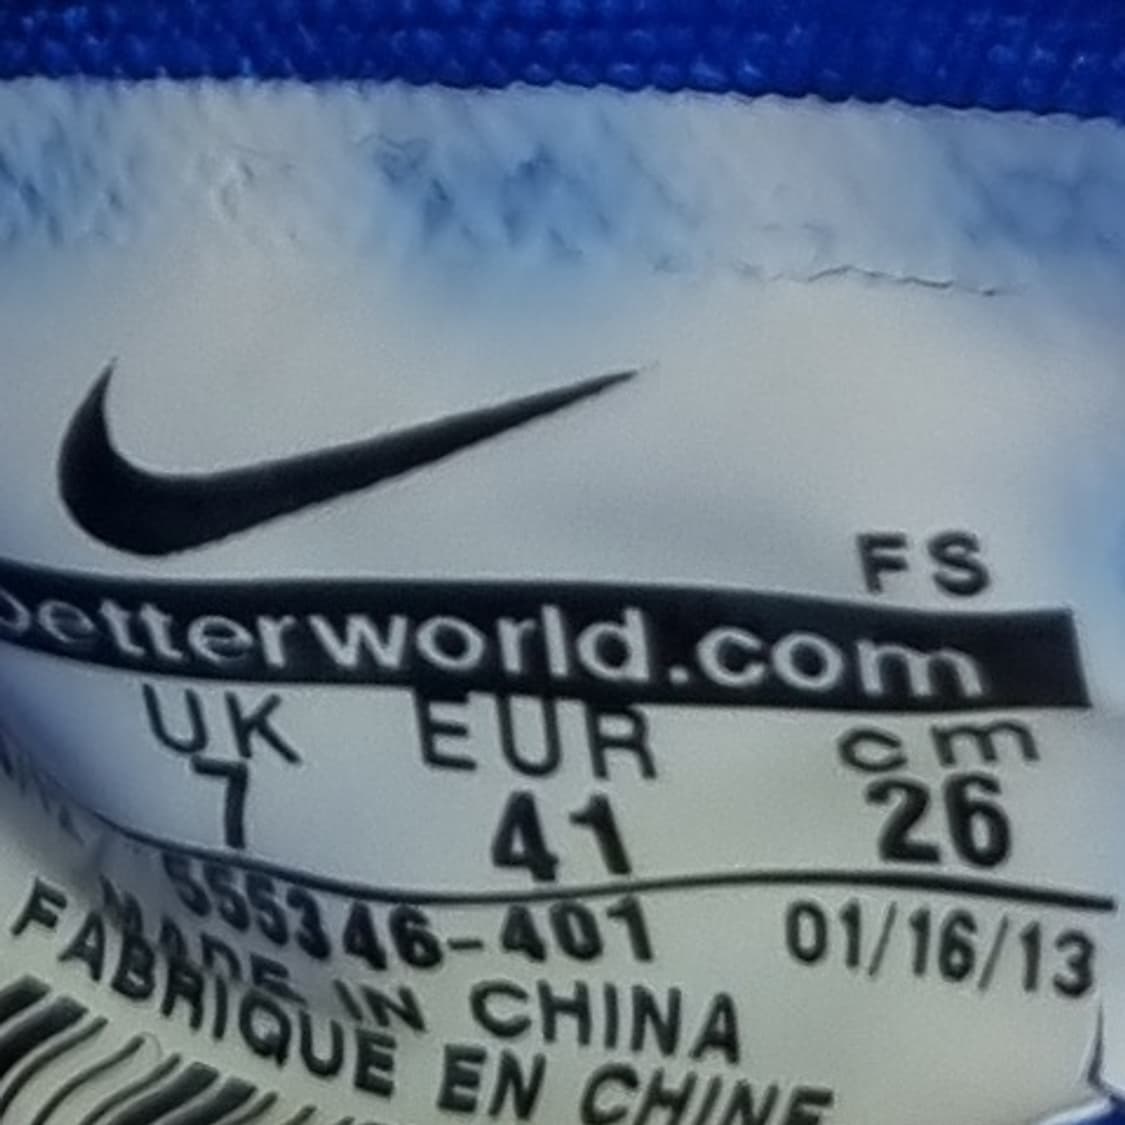 FS
betterworld.com
UK EUR cm
7 41 26
555346-401 01/16/13
MADE IN CHINA
FABRIQUE EN CHINE